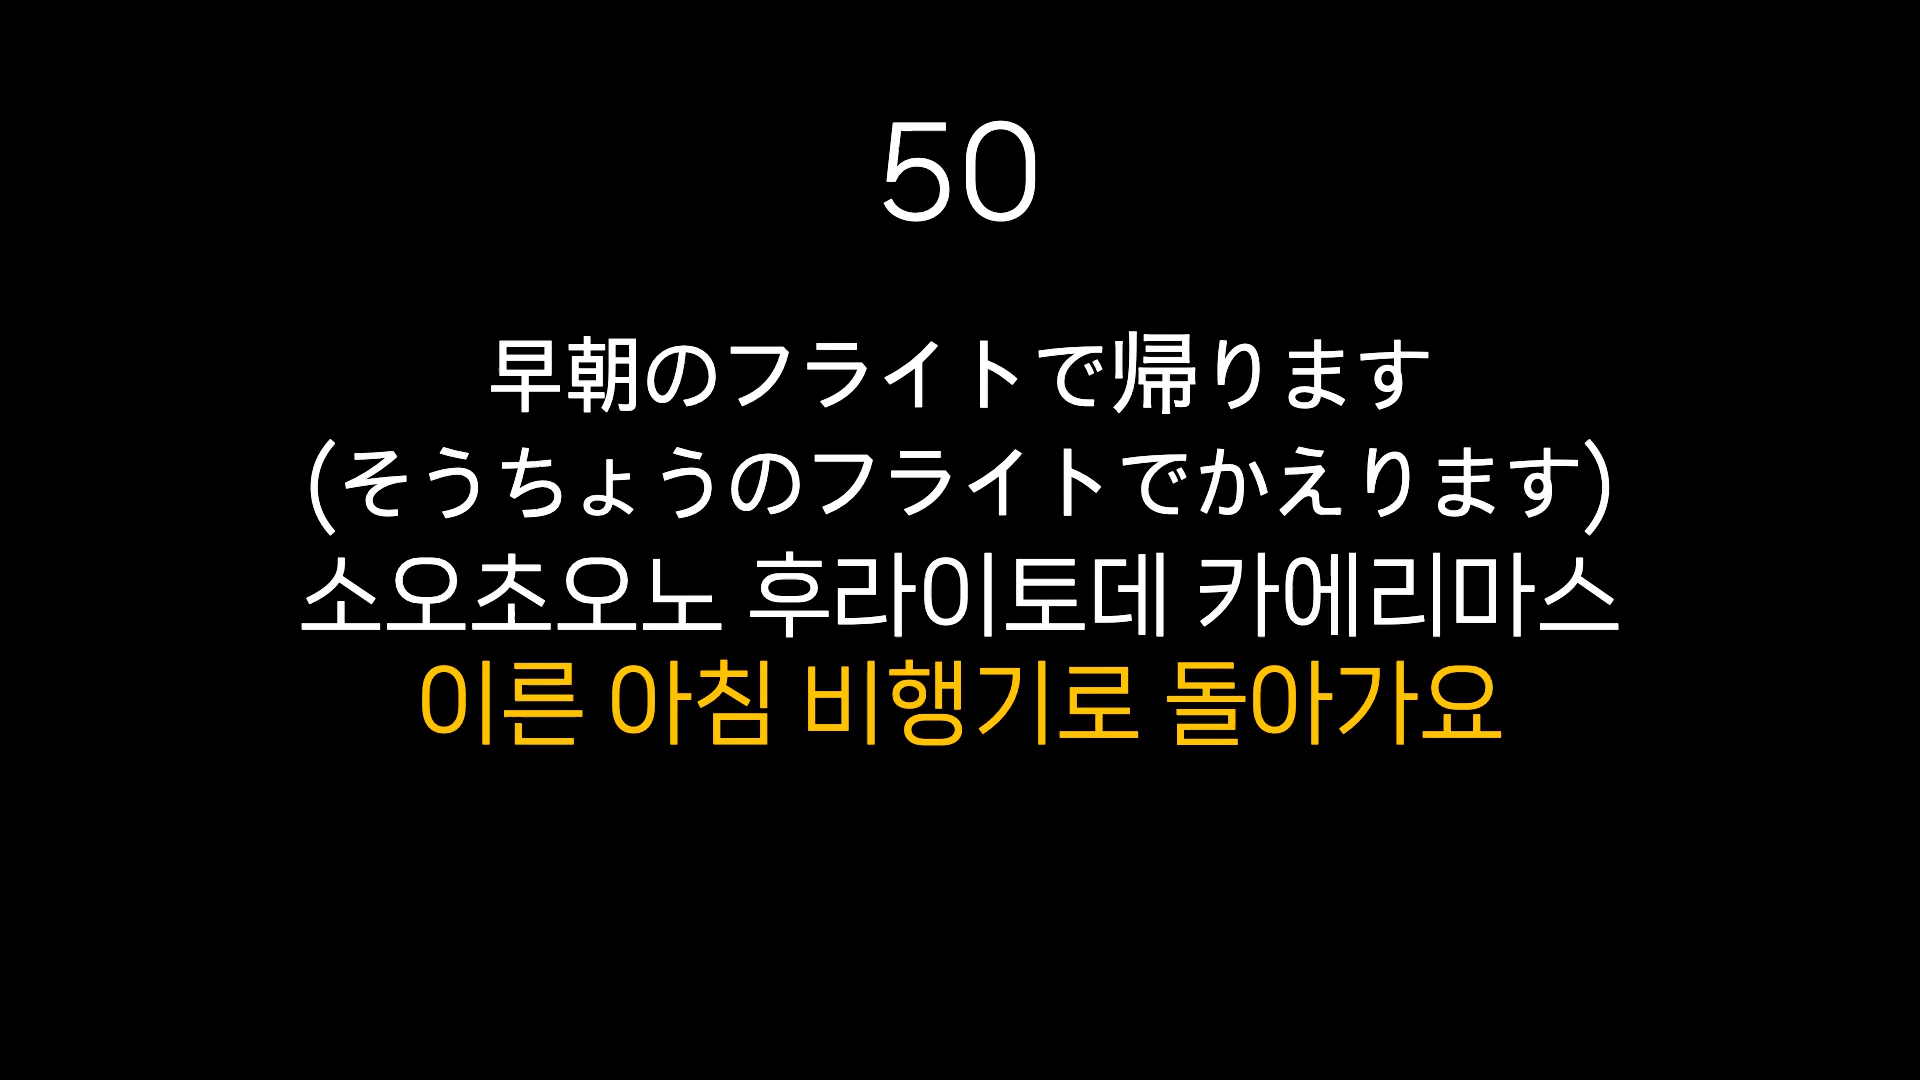 50
早朝のフライトで帰ります
(そうちょうのフライトでかえります)
소오초오노 후라이토데 카에리마스
이른 아침 비행기로 돌아가요